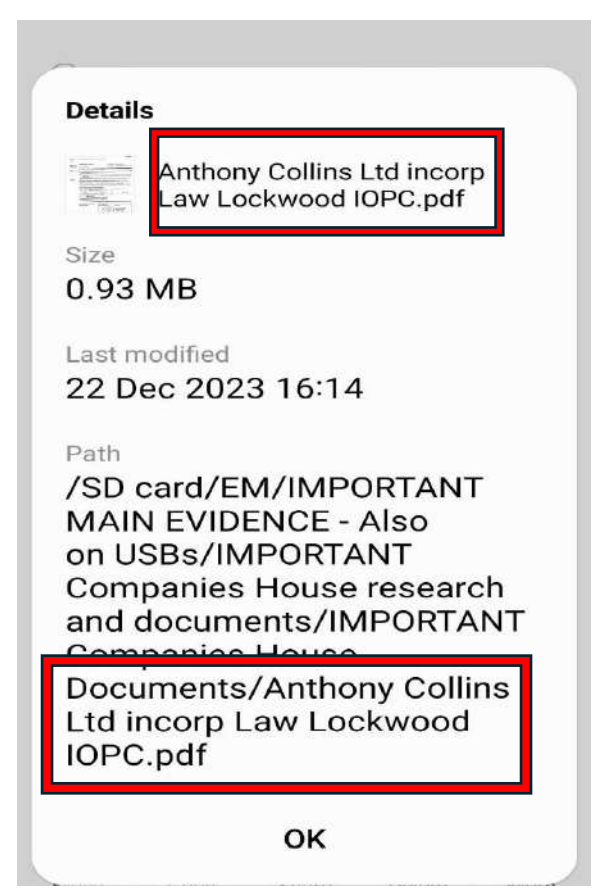 Details
Anthony Collins Ltd incorp
Law Lockwood IOPC.pdf
Size
0.93 MB
Last modified
22 Dec 2023 16:14
Path
/SD card/EM/IMPORTANT
MAIN EVIDENCE - Also
on USBs/IMPORTANT
Companies House research
and documents/IMPORTANT
Companies House
Documents/Anthony Collins
Ltd incorp Law Lockwood
IOPC.pdf
OK